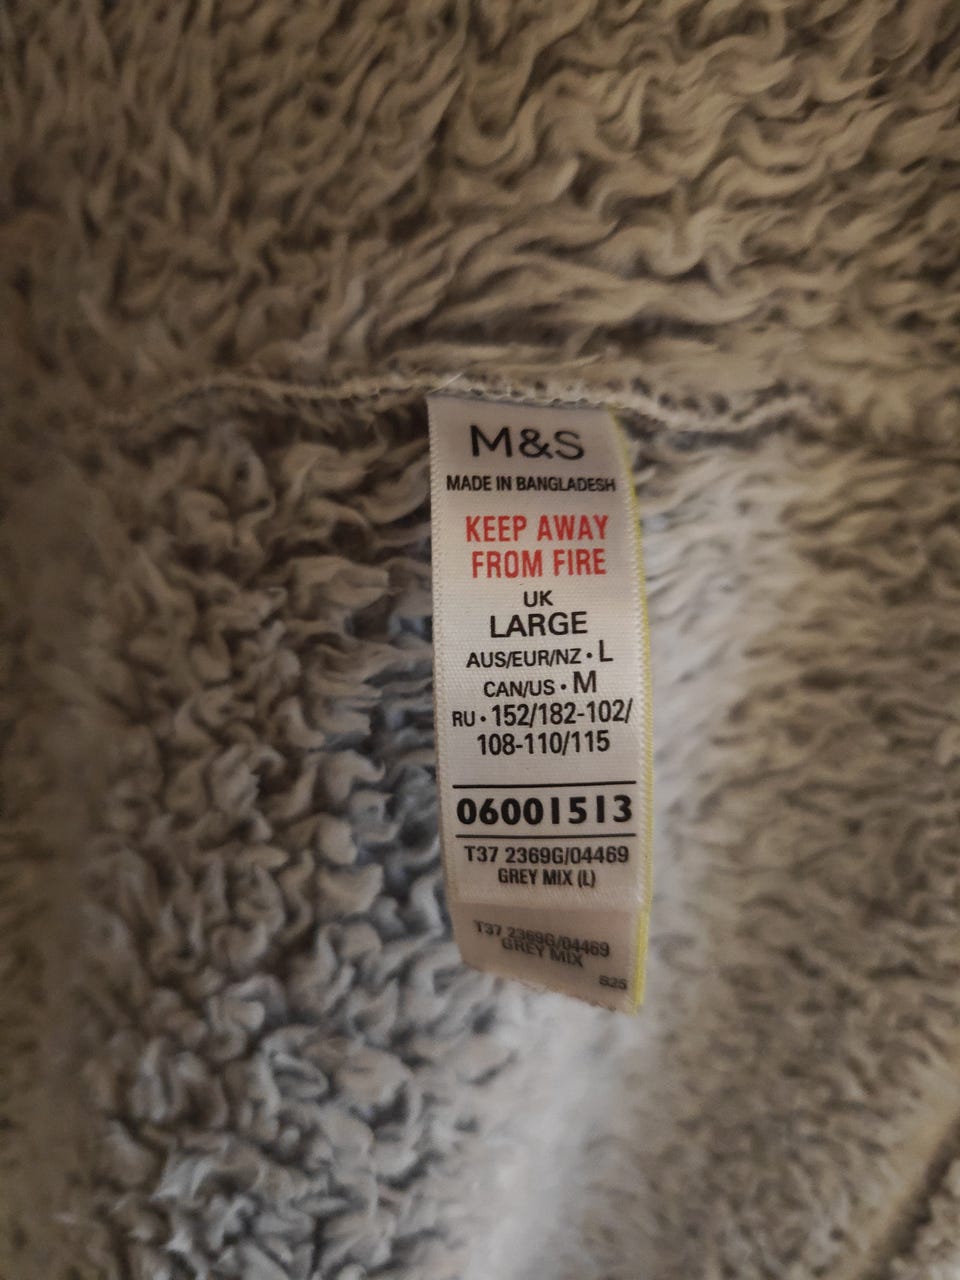 M&S
MADE IN BANGLADESH
KEEP AWAY
FROM FIRE
UK
LARGE
AUS/EUR/NZ • L
CAN/US • M
RU • 152/182-102/
108-110/115
06001513
T37 2369G/04469
GREY MIX (L)
T37 2369G/04469
GREY MIX
S25